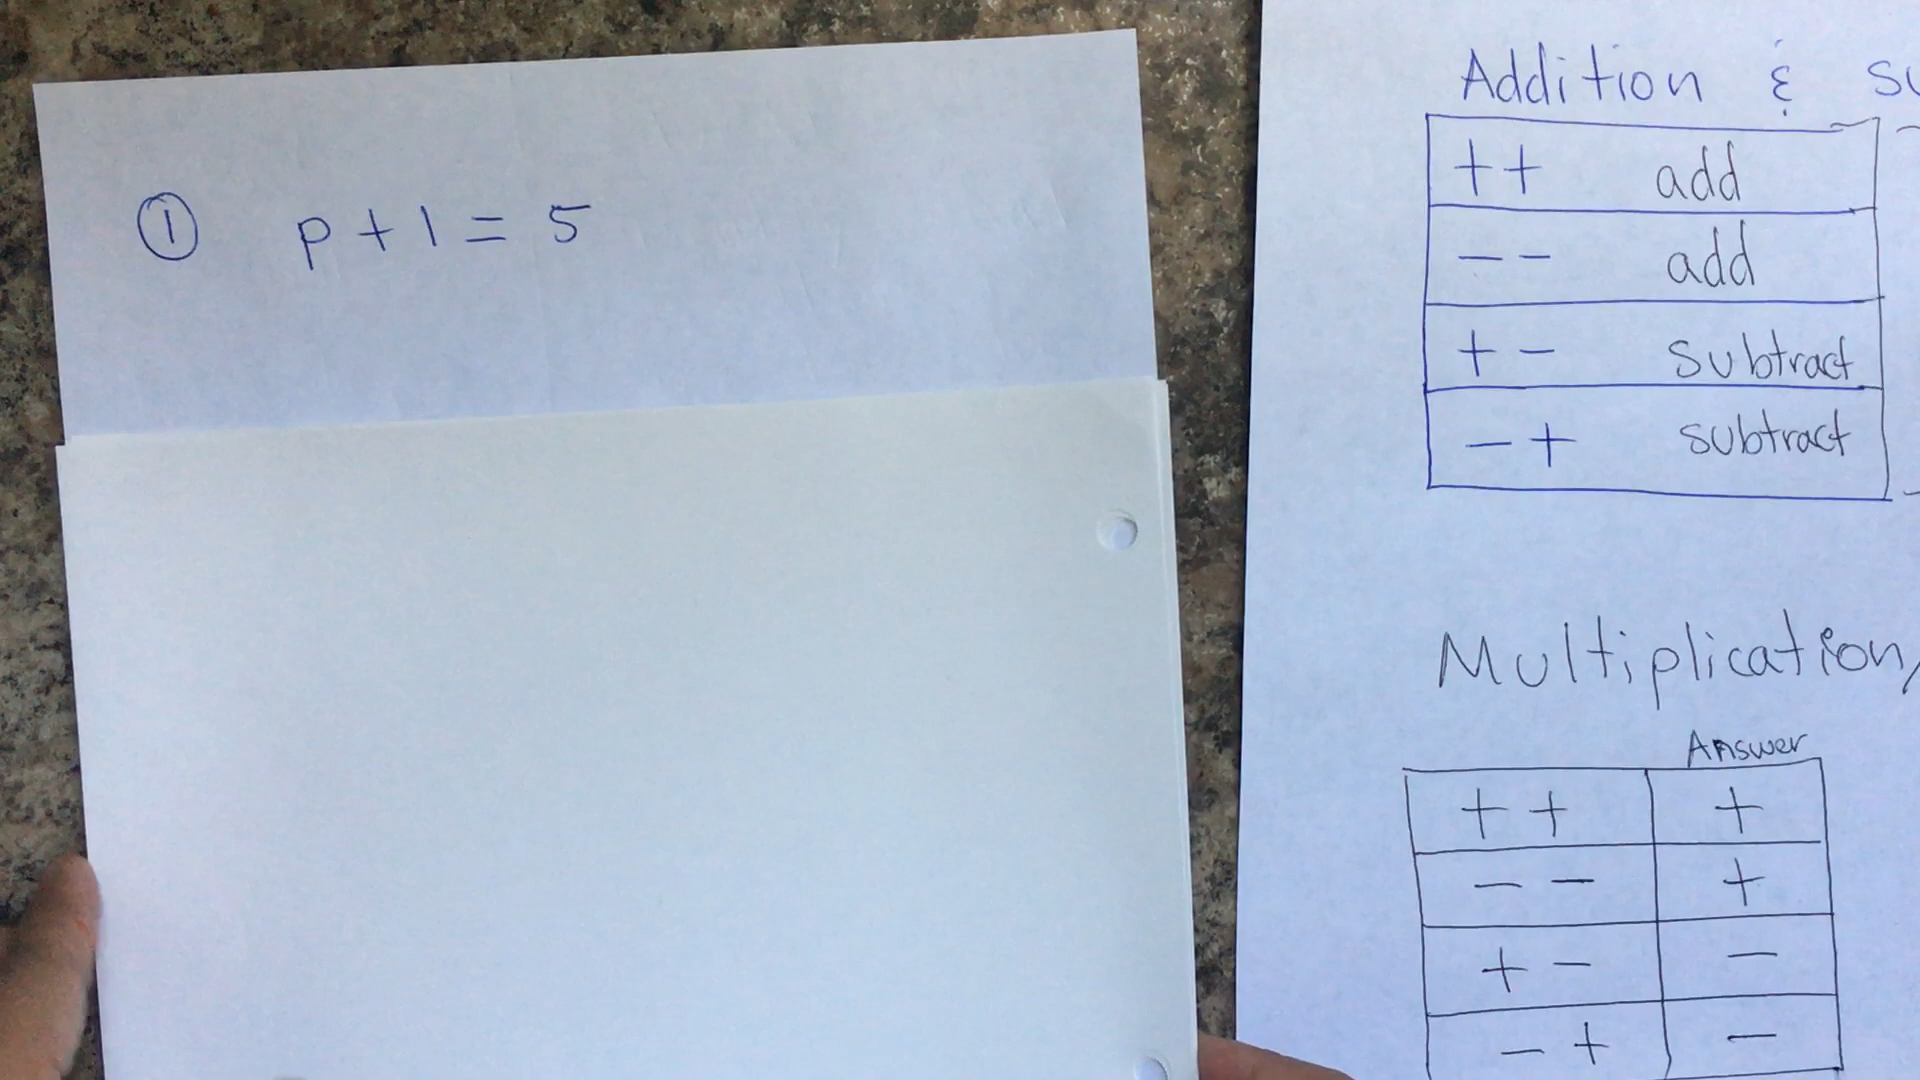 ① p + 1 = 5
Addition &
+ + add
- - add
+ - subtract
- + subtract
Multiplication/
Answer
+ + +
- - +
+ - -
- + -